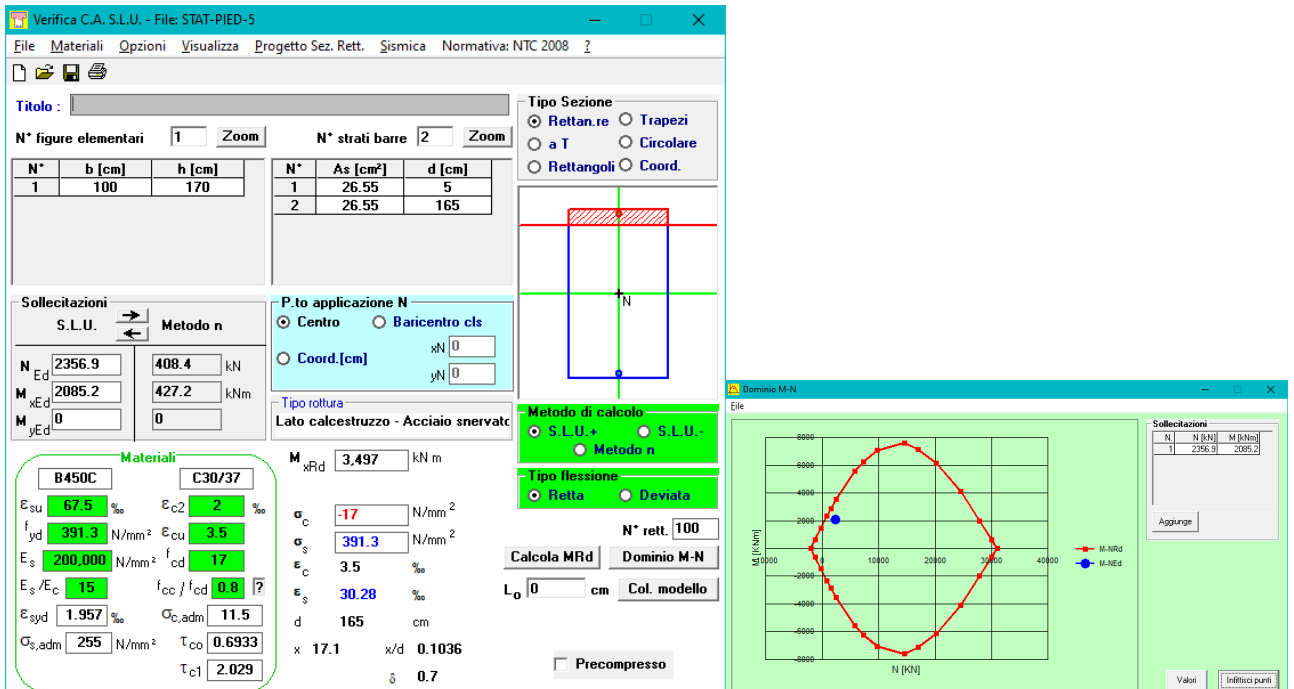 Verifica C.A. S.L.U. - File: STAT-PIED-5
File Materiali Opzioni Visualizza Progetto Sez. Rett. Sismica Normativa: NTC 2008 ?
Titolo :
N° figure elementari 1 Zoom N° strati barre 2 Zoom
N° b [cm] h [cm]
1 100 170
N° As [cm²] d [cm]
1 26.55 5
2 26.55 165
Tipo Sezione
Rettan.re Trapezi
a T Circolare
Rettangoli Coord.
N
Sollecitazioni
S.L.U. Metodo n
N Ed 2356.9 408.4 kN
M xEd 2085.2 427.2 kNm
M yEd 0 0
P.to applicazione N
Centro Baricentro cls
Coord.[cm] xN 0
yN 0
Tipo rottura
Lato calcestruzzo - Acciaio snervato
Metodo di calcolo
S.L.U.+ S.L.U.-
Metodo n
Tipo flessione
Retta Deviata
Materiali
B450C C30/37
εsu 67.5 ‰ εc2 2 ‰
fyd 391.3 N/mm² εcu 3.5
Es 200,000 N/mm² fcd 17
Es/Ec 15 fcc / fcd 0.8 ?
εsyd 1.957 ‰ σc,adm 11.5
σs,adm 255 N/mm² τco 0.6933
τc1 2.029
M xRd 3,497 kN m
σc -17 N/mm²
σs 391.3 N/mm²
εc 3.5 ‰
εs 30.28 ‰
d 165 cm
x 17.1 x/d 0.1036
δ 0.7
N° rett. 100
Calcola MRd Dominio M-N
L₀ 0 cm Col. modello
Precompresso
Dominio M-N
File
8000
6000
4000
2000
0
-2000
-4000
-6000
-8000
-10000 0 10000 20000 30000 40000
M [KNm]
N [KN]
M-NRd
M-NEd
Sollecitazioni
N. N [kN] M [kNm]
1 2356.9 2085.2
Aggiunge
Valori Infittisci punti